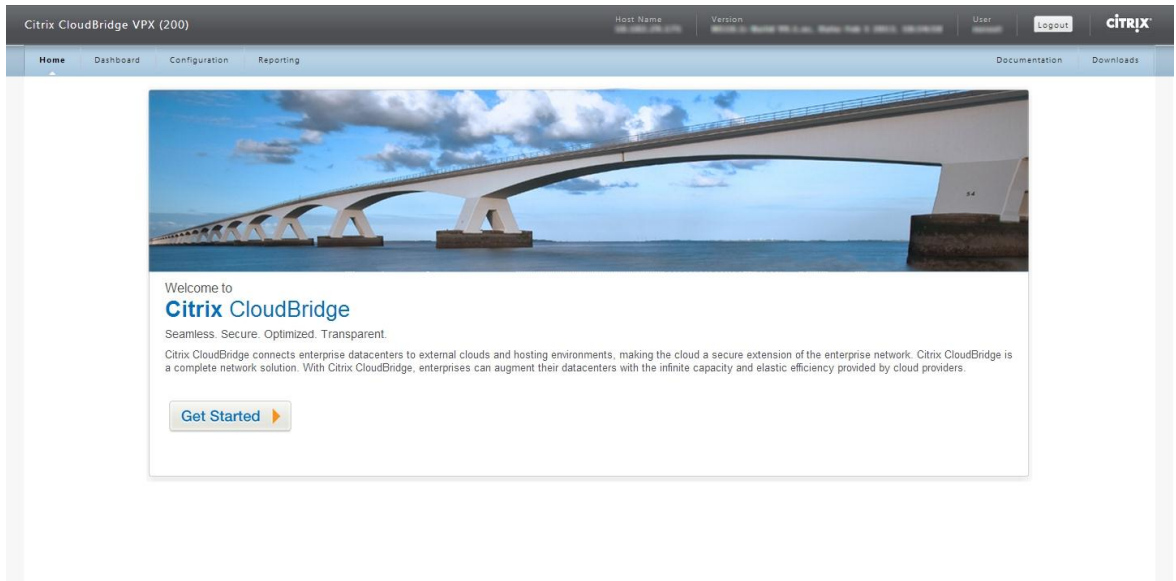 Citrix CloudBridge VPX (200)
Host Name
Version
User
Logout
CİTRIX
Home
Dashboard
Configuration
Reporting
Documentation
Downloads
Welcome to
Citrix CloudBridge
Seamless. Secure. Optimized. Transparent.
Citrix CloudBridge connects enterprise datacenters to external clouds and hosting environments, making the cloud a secure extension of the enterprise network. Citrix CloudBridge is
a complete network solution. With Citrix CloudBridge, enterprises can augment their datacenters with the infinite capacity and elastic efficiency provided by cloud providers.
Get Started